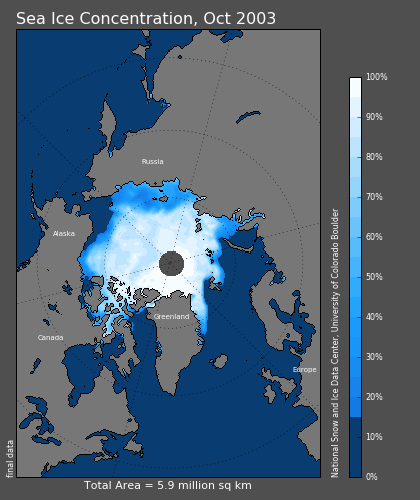 Sea Ice Concentration, Oct 2003
100%
90%
80%
70%
60%
50%
40%
30%
20%
10%
0%
Russia
Alaska
Canada
Greenland
Europe
National Snow and Ice Data Center, University of Colorado Boulder
final data
Total Area = 5.9 million sq km